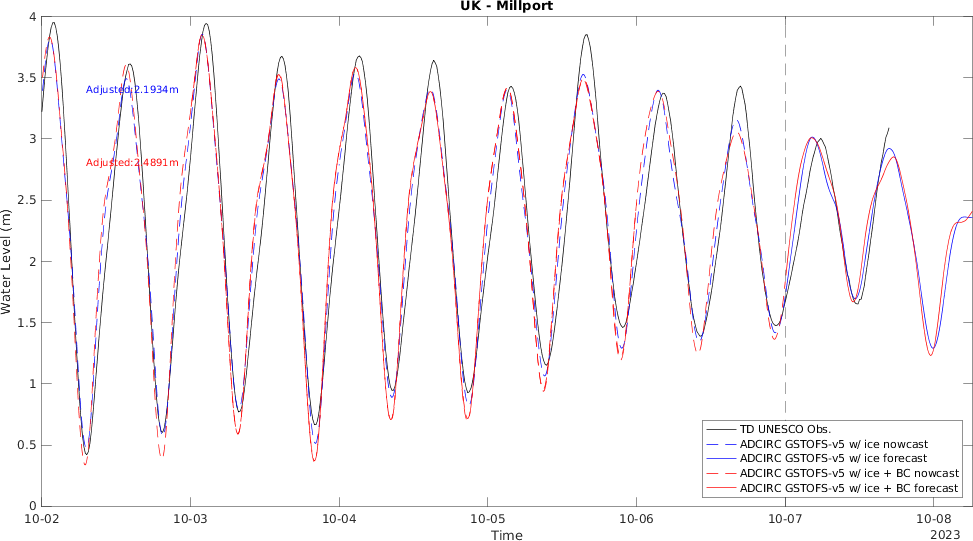 UK - Millport
4
3.5
3
2.5
2
1.5
1
0.5
0
Water Level (m)
Adjusted:2.1934m
Adjusted:2.4891m
TD UNESCO Obs.
ADCIRC GSTOFS-v5 w/ ice nowcast
ADCIRC GSTOFS-v5 w/ ice forecast
ADCIRC GSTOFS-v5 w/ ice + BC nowcast
ADCIRC GSTOFS-v5 w/ ice + BC forecast
10-02 10-03 10-04 10-05 10-06 10-07 10-08
Time
2023